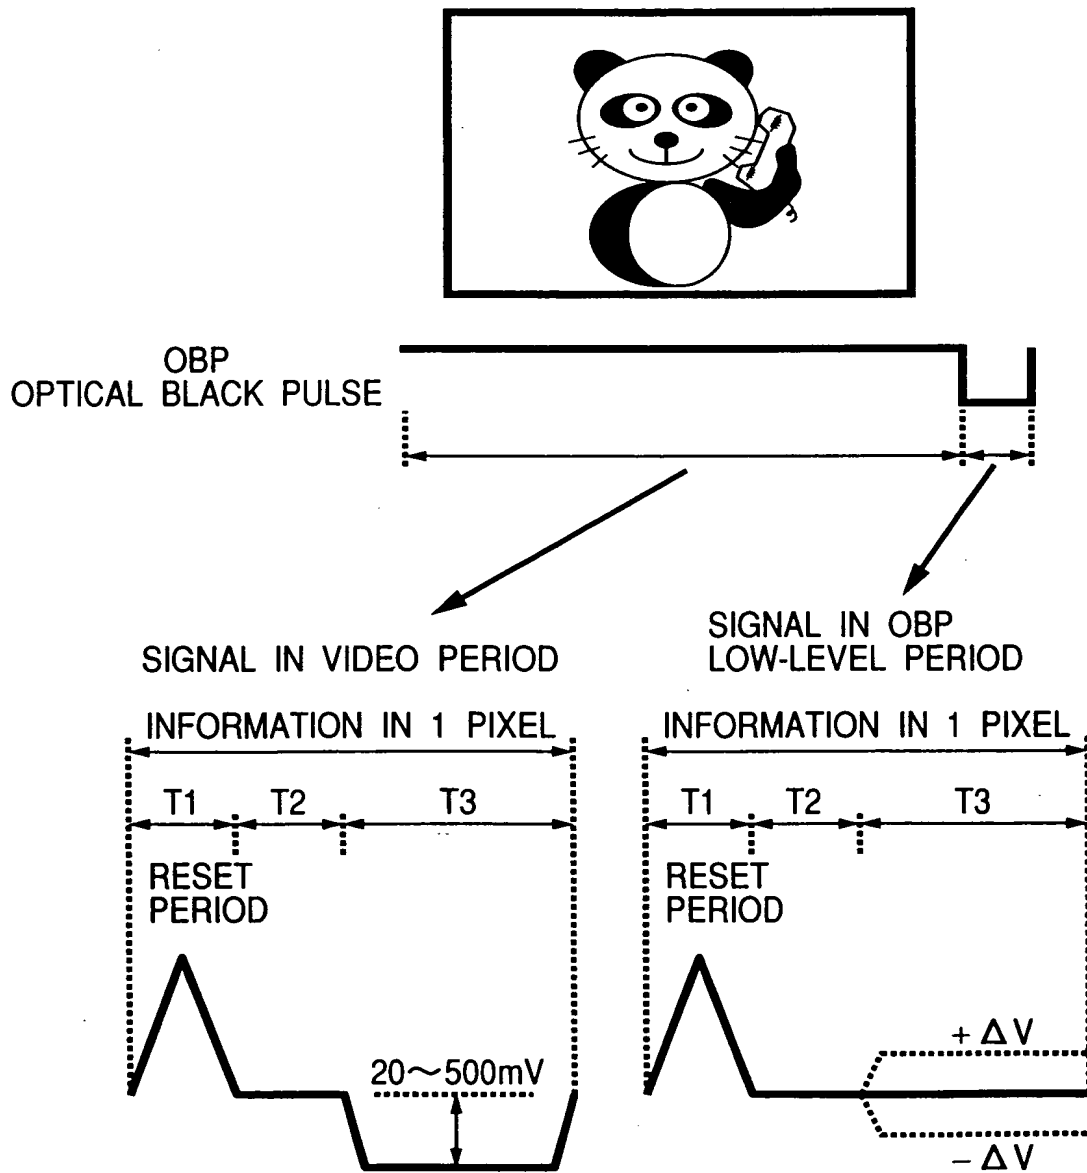 OBP
OPTICAL BLACK PULSE
SIGNAL IN VIDEO PERIOD
SIGNAL IN OBP
LOW-LEVEL PERIOD
INFORMATION IN 1 PIXEL
T1 T2 T3
RESET
PERIOD
20~500mV
INFORMATION IN 1 PIXEL
T1 T2 T3
RESET
PERIOD
+ΔV
−ΔV